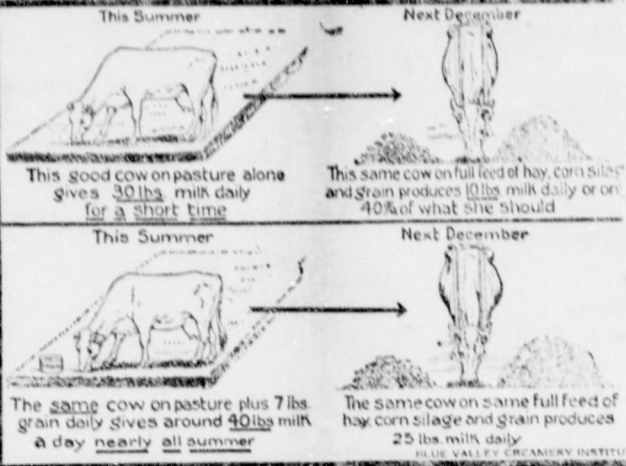 This Summer
Next December
This good cow on pasture alone
gives 30 lbs. milk daily
for a short time
This same cow on full feed of hay, corn silag
and grain produces 10 lbs milk daily or on
40% of what she should
This Summer
Next December
The same cow on pasture plus 7 lbs.
grain daily gives around 40 lbs milk
a day nearly all summer
The same cow on same full feed of
hay, corn silage and grain produces
25 lbs. milk daily
BLUE VALLEY CREAMERY INSTITU